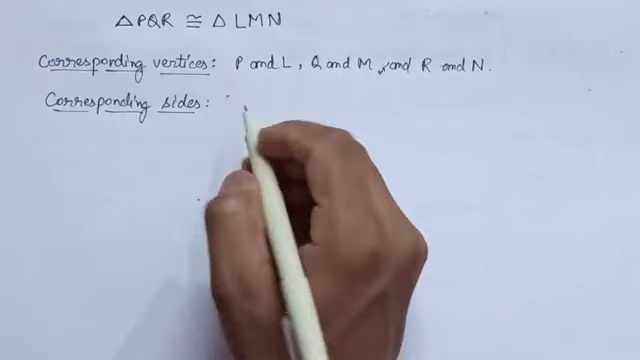 △PQR ≅ △LMN
Corresponding vertices: P and L, Q and M, and R and N.
Corresponding sides: